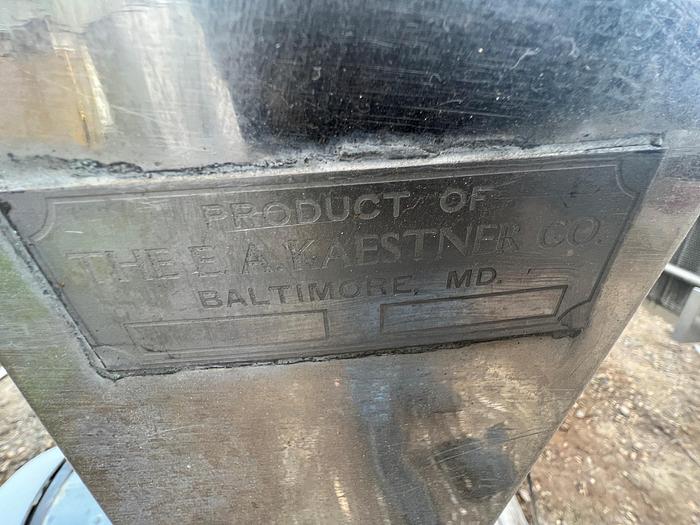 PRODUCT OF
THE E. A. KAESTNER CO.
BALTIMORE, MD.